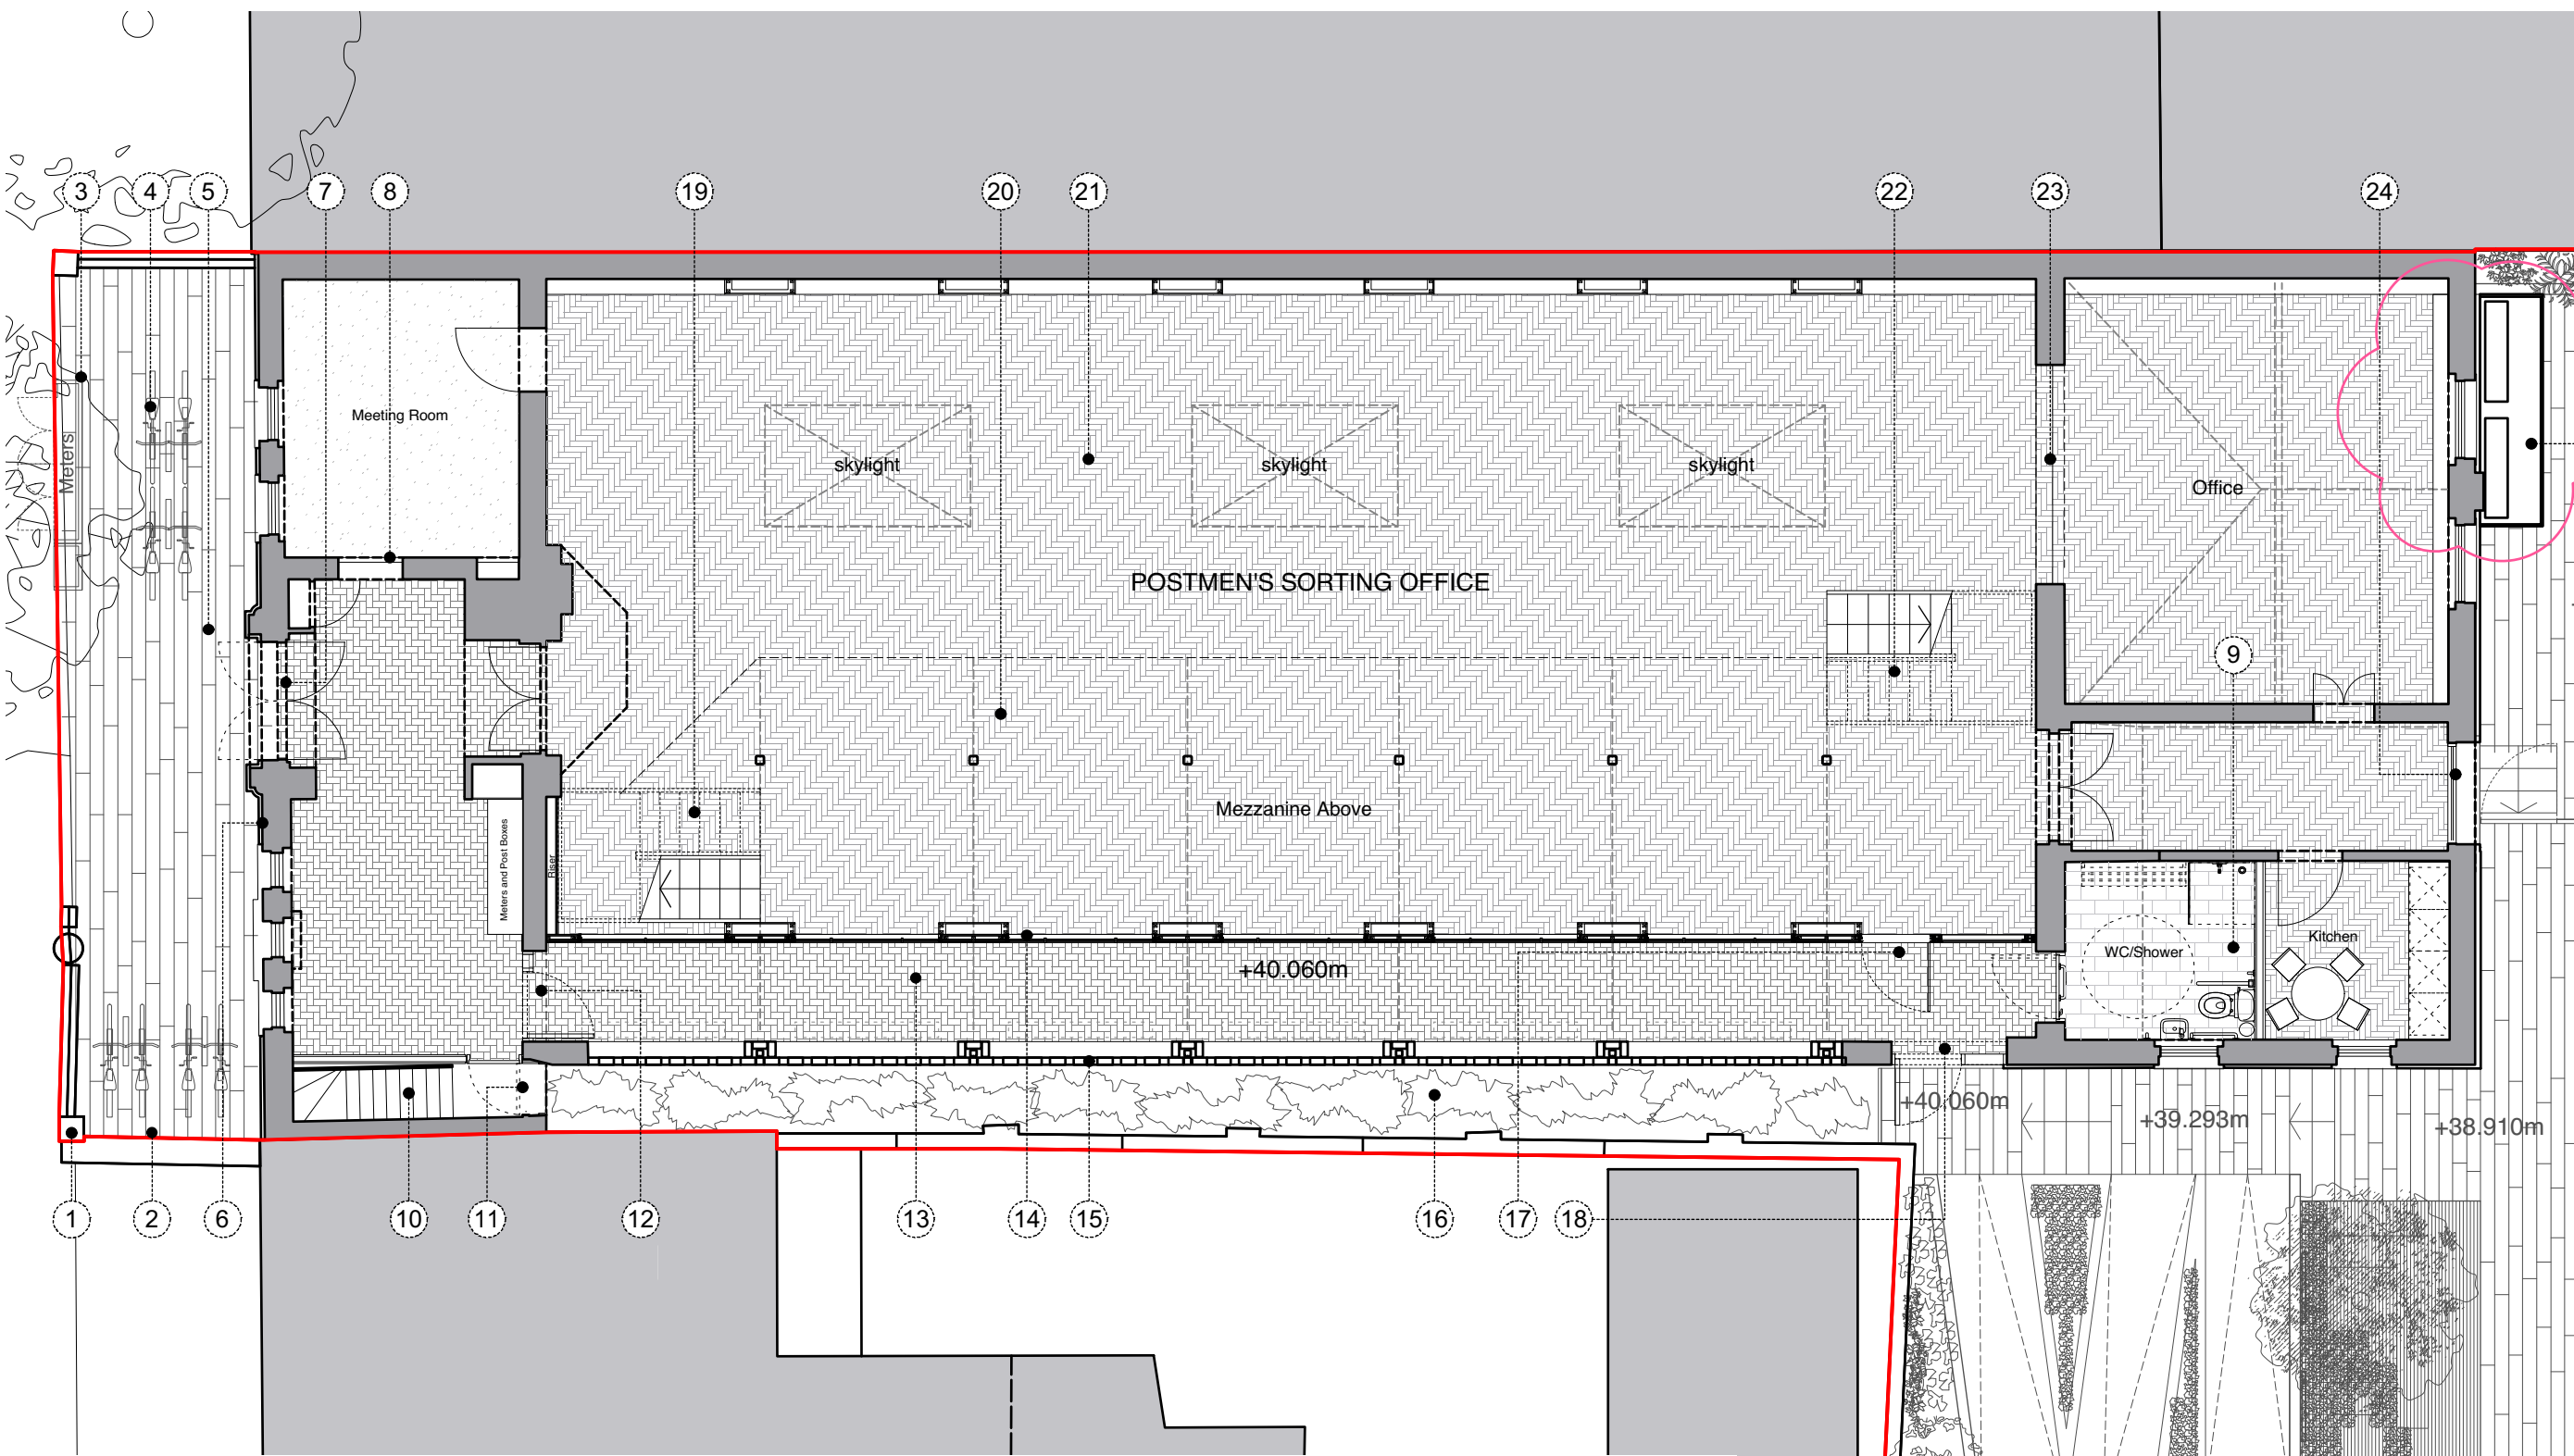 3 4 5 7 8 19 20 21 22 23 24
Meeting Room
Meters
skylight skylight skylight
Office
POSTMEN'S SORTING OFFICE
9
Mezzanine Above
Meters and Post Boxes
Riser
Kitchen
WC/Shower
+40.060m
+40.060m
+39.293m
+38.910m
1 2 6 10 11 12 13 14 15 16 17 18